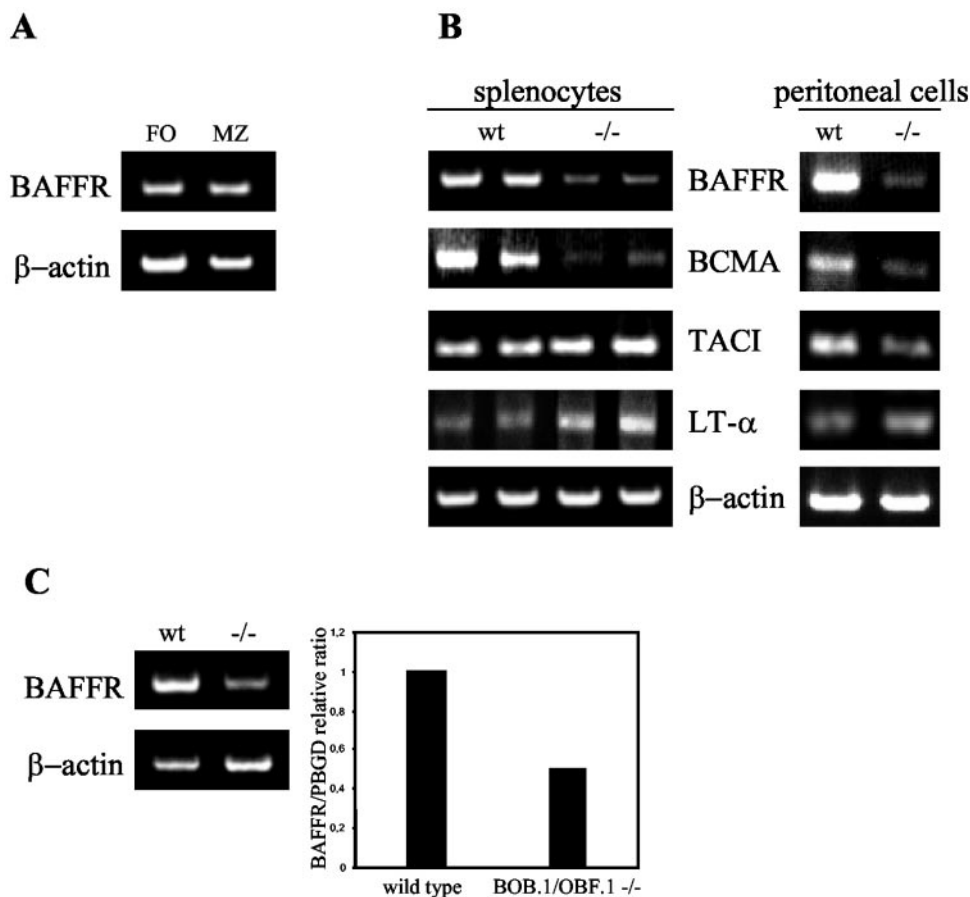 A
FO MZ
BAFFR
β–actin
B
splenocytes peritoneal cells
wt -/- wt -/-
BAFFR
BCMA
TACI
LT-α
β–actin
C
wt -/-
BAFFR
β–actin
BAFFR/PBGD relative ratio
1,2
1
0,8
0,6
0,4
0,2
0
wild type BOB.1/OBF.1 -/-